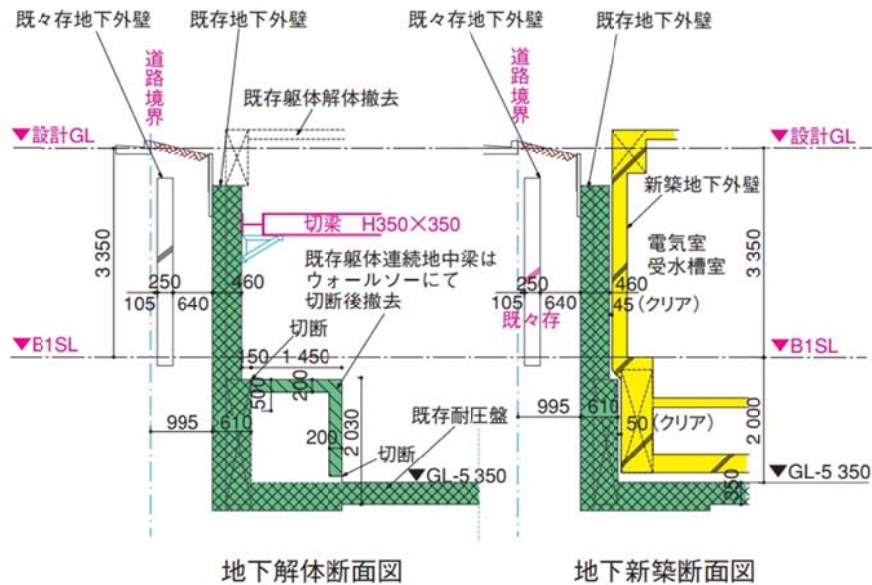 既々存地下外壁
既存地下外壁
道路境界
既存躯体解体撤去
▼設計GL
切梁 H350×350
既存躯体連続地中梁は
ウォールソーにて
切断後撤去
3 350
250
460
105
640
切断
▼B1SL
150
1 450
500
200
995
610
200
2 030
既存耐圧盤
切断
▼GL-5 350
地下解体断面図
既々存地下外壁
既存地下外壁
道路境界
▼設計GL
新築地下外壁
電気室
受水槽室
3 350
250
460
105
640
45(クリア)
既々存
▼B1SL
995
610
50(クリア)
2 000
▼GL-5 350
350
地下新築断面図